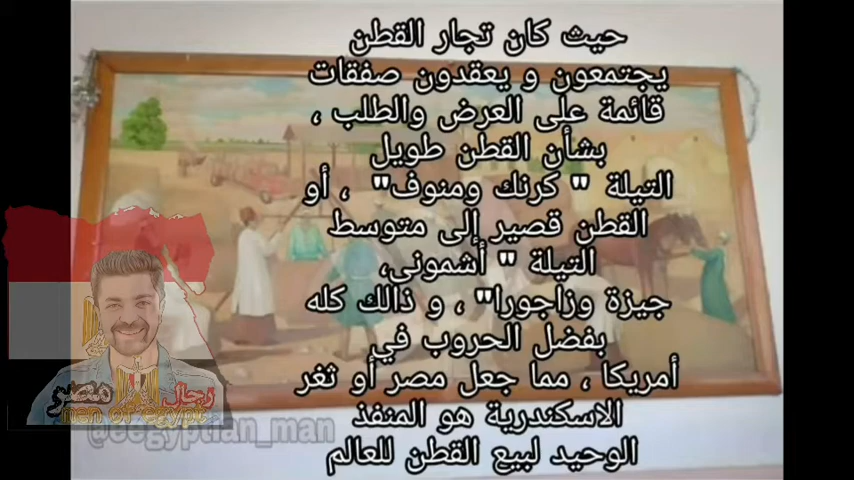 حيث كان تجار القطن
يجتمعون و يعقدون صفقات
قائمة على العرض والطلب ،
بشأن القطن طويل
التيلة " كرنك ومنوف" ، أو
القطن قصير إلى متوسط
التيلة " أشمونى،
جيزة وزاجورا" ، و ذالك كله
بفضل الحروب في
أمريكا ، مما جعل مصر أو ثغر
الاسكندرية هو المنفذ
الوحيد لبيع القطن للعالم
رجال مصر
men of egypt
@eegyptian_man